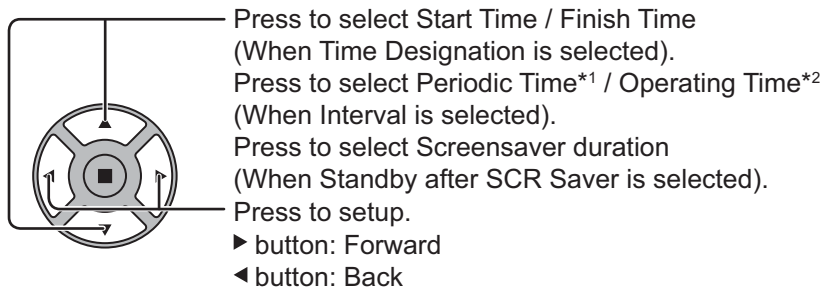 Press to select Start Time / Finish Time
(When Time Designation is selected).
Press to select Periodic Time*1 / Operating Time*2
(When Interval is selected).
Press to select Screensaver duration
(When Standby after SCR Saver is selected).
Press to setup.
▶ button: Forward
◀ button: Back